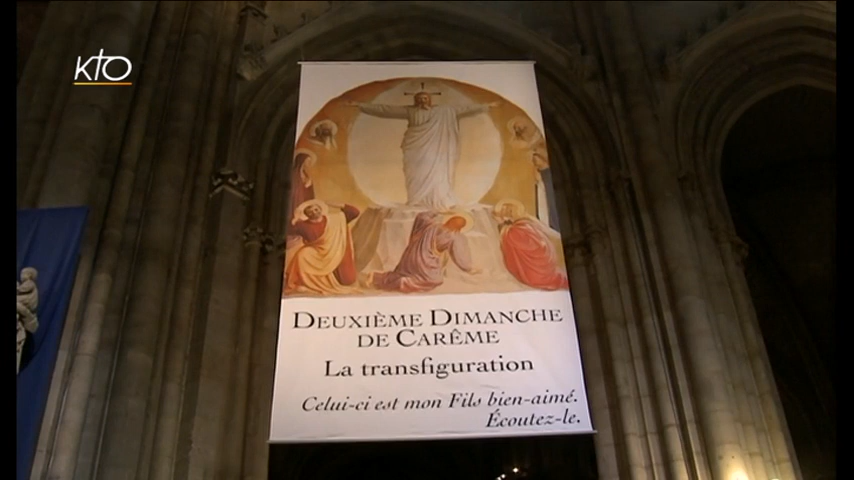 kto
DEUXIÈME DIMANCHE
DE CARÊME
La transfiguration
Celui-ci est mon Fils bien-aimé.
Écoutez-le.